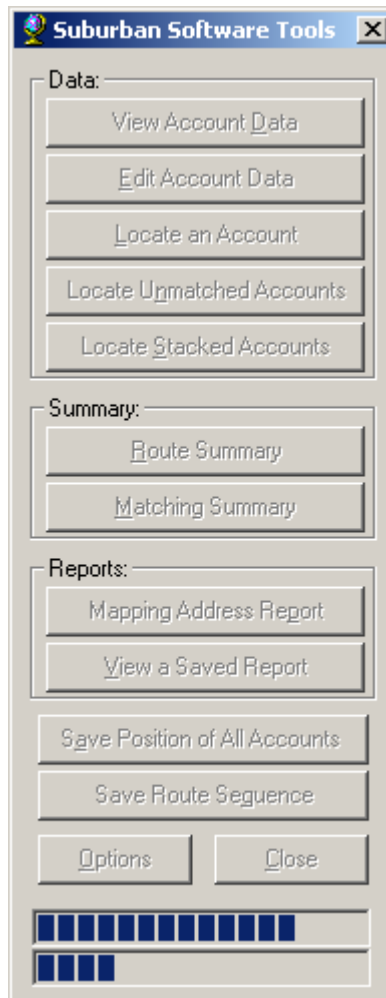 Suburban Software Tools
Data:
View Account Data
Edit Account Data
Locate an Account
Locate Unmatched Accounts
Locate Stacked Accounts
Summary:
Route Summary
Matching Summary
Reports:
Mapping Address Report
View a Saved Report
Save Position of All Accounts
Save Route Sequence
Options Close